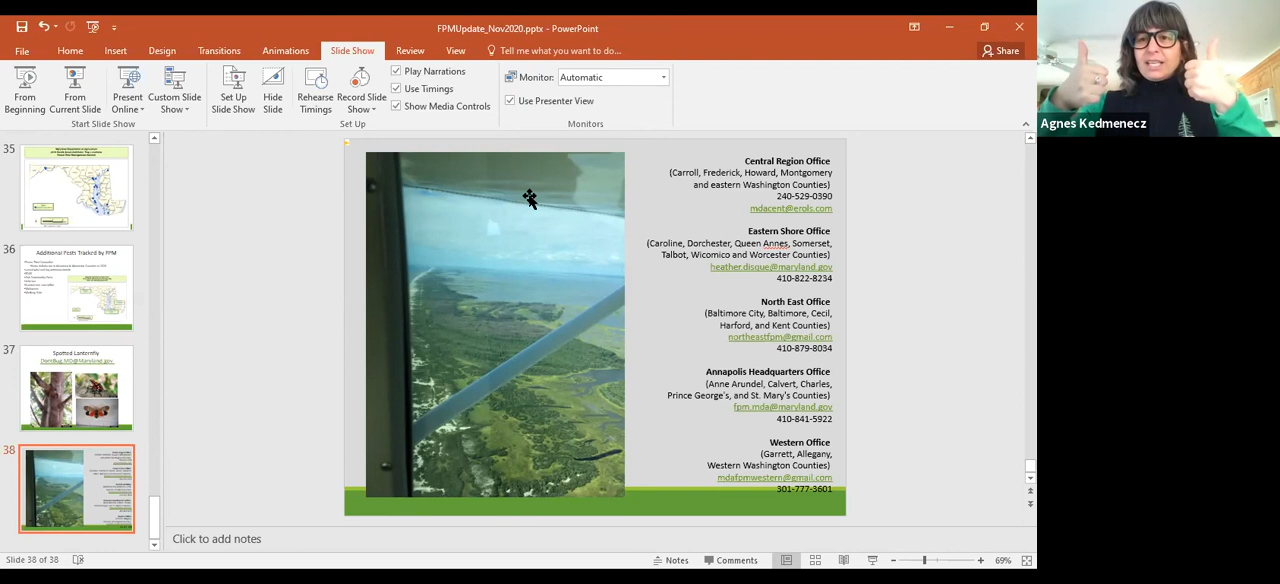 FPMUpdate_Nov2020.pptx - PowerPoint
File Home Insert Design Transitions Animations Slide Show Review View Tell me what you want to do... Share
From Beginning
From Current Slide
Present Online
Custom Slide Show
Set Up Slide Show
Hide Slide
Rehearse Timings
Record Slide Show
Play Narrations
Use Timings
Show Media Controls
Monitor: Automatic
Use Presenter View
Start Slide Show
Set Up
Monitors
Agnes Kedmenecz
35
36
Additional Pests Tracked by FPM
37
Spotted Lanternfly
DontBug.MD@Maryland.gov
38
Central Region Office
(Carroll, Frederick, Howard, Montgomery
and eastern Washington Counties)
240-529-0390
mdacent@erols.com
Eastern Shore Office
(Caroline, Dorchester, Queen Annes, Somerset,
Talbot, Wicomico and Worcester Counties)
heather.disque@maryland.gov
410-822-8234
North East Office
(Baltimore City, Baltimore, Cecil,
Harford, and Kent Counties)
northeastfpm@gmail.com
410-879-8034
Annapolis Headquarters Office
(Anne Arundel, Calvert, Charles,
Prince George's, and St. Mary's Counties)
fpm.mda@maryland.gov
410-841-5922
Western Office
(Garrett, Allegany,
Western Washington Counties)
mdafpmwestern@gmail.com
301-777-3601
Click to add notes
Slide 38 of 38
Notes Comments 69%